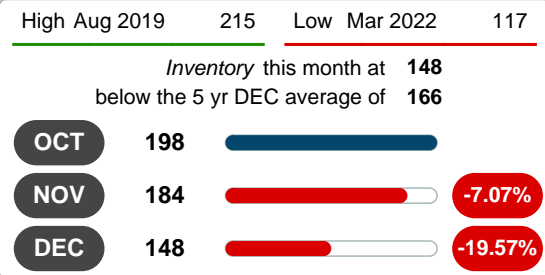 High Aug 2019 215 Low Mar 2022 117
Inventory this month at 148
below the 5 yr DEC average of 166
OCT 198
NOV 184 -7.07%
DEC 148 -19.57%